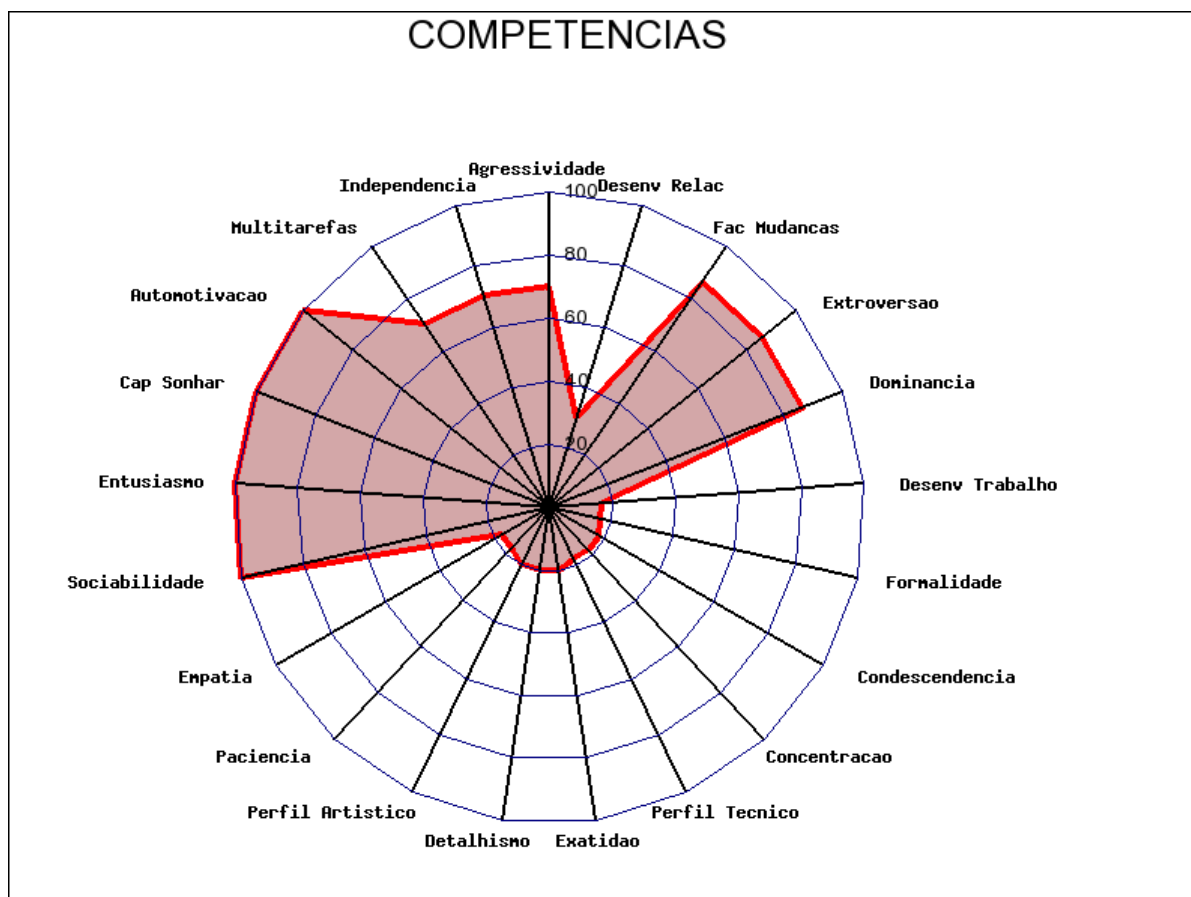 COMPETENCIAS
Agressividade
Independencia
Desenv Relac
100
Multitarefas
Fac Mudancas
80
Automotivacao
Extroversao
60
Cap Sonhar
40
Dominancia
20
Entusiasmo
Desenv Trabalho
Sociabilidade
Formalidade
Empatia
Condescendencia
Paciencia
Concentracao
Perfil Artistico
Perfil Tecnico
Detalhismo
Exatidao